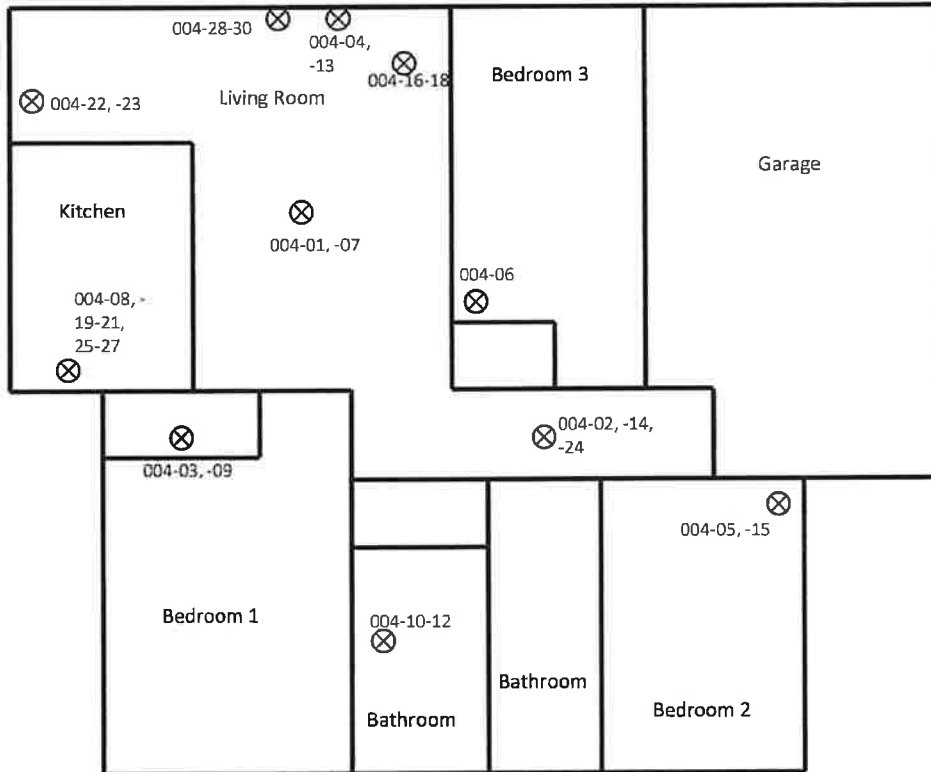 004-28-30
004-04,
-13
004-16-18
Bedroom 3
004-22, -23
Living Room
Garage
Kitchen
004-01, -07
004-06
004-08, -
19-21,
25-27
004-02, -14,
-24
004-03, -09
004-05, -15
Bedroom 1
004-10-12
Bathroom
Bathroom
Bedroom 2